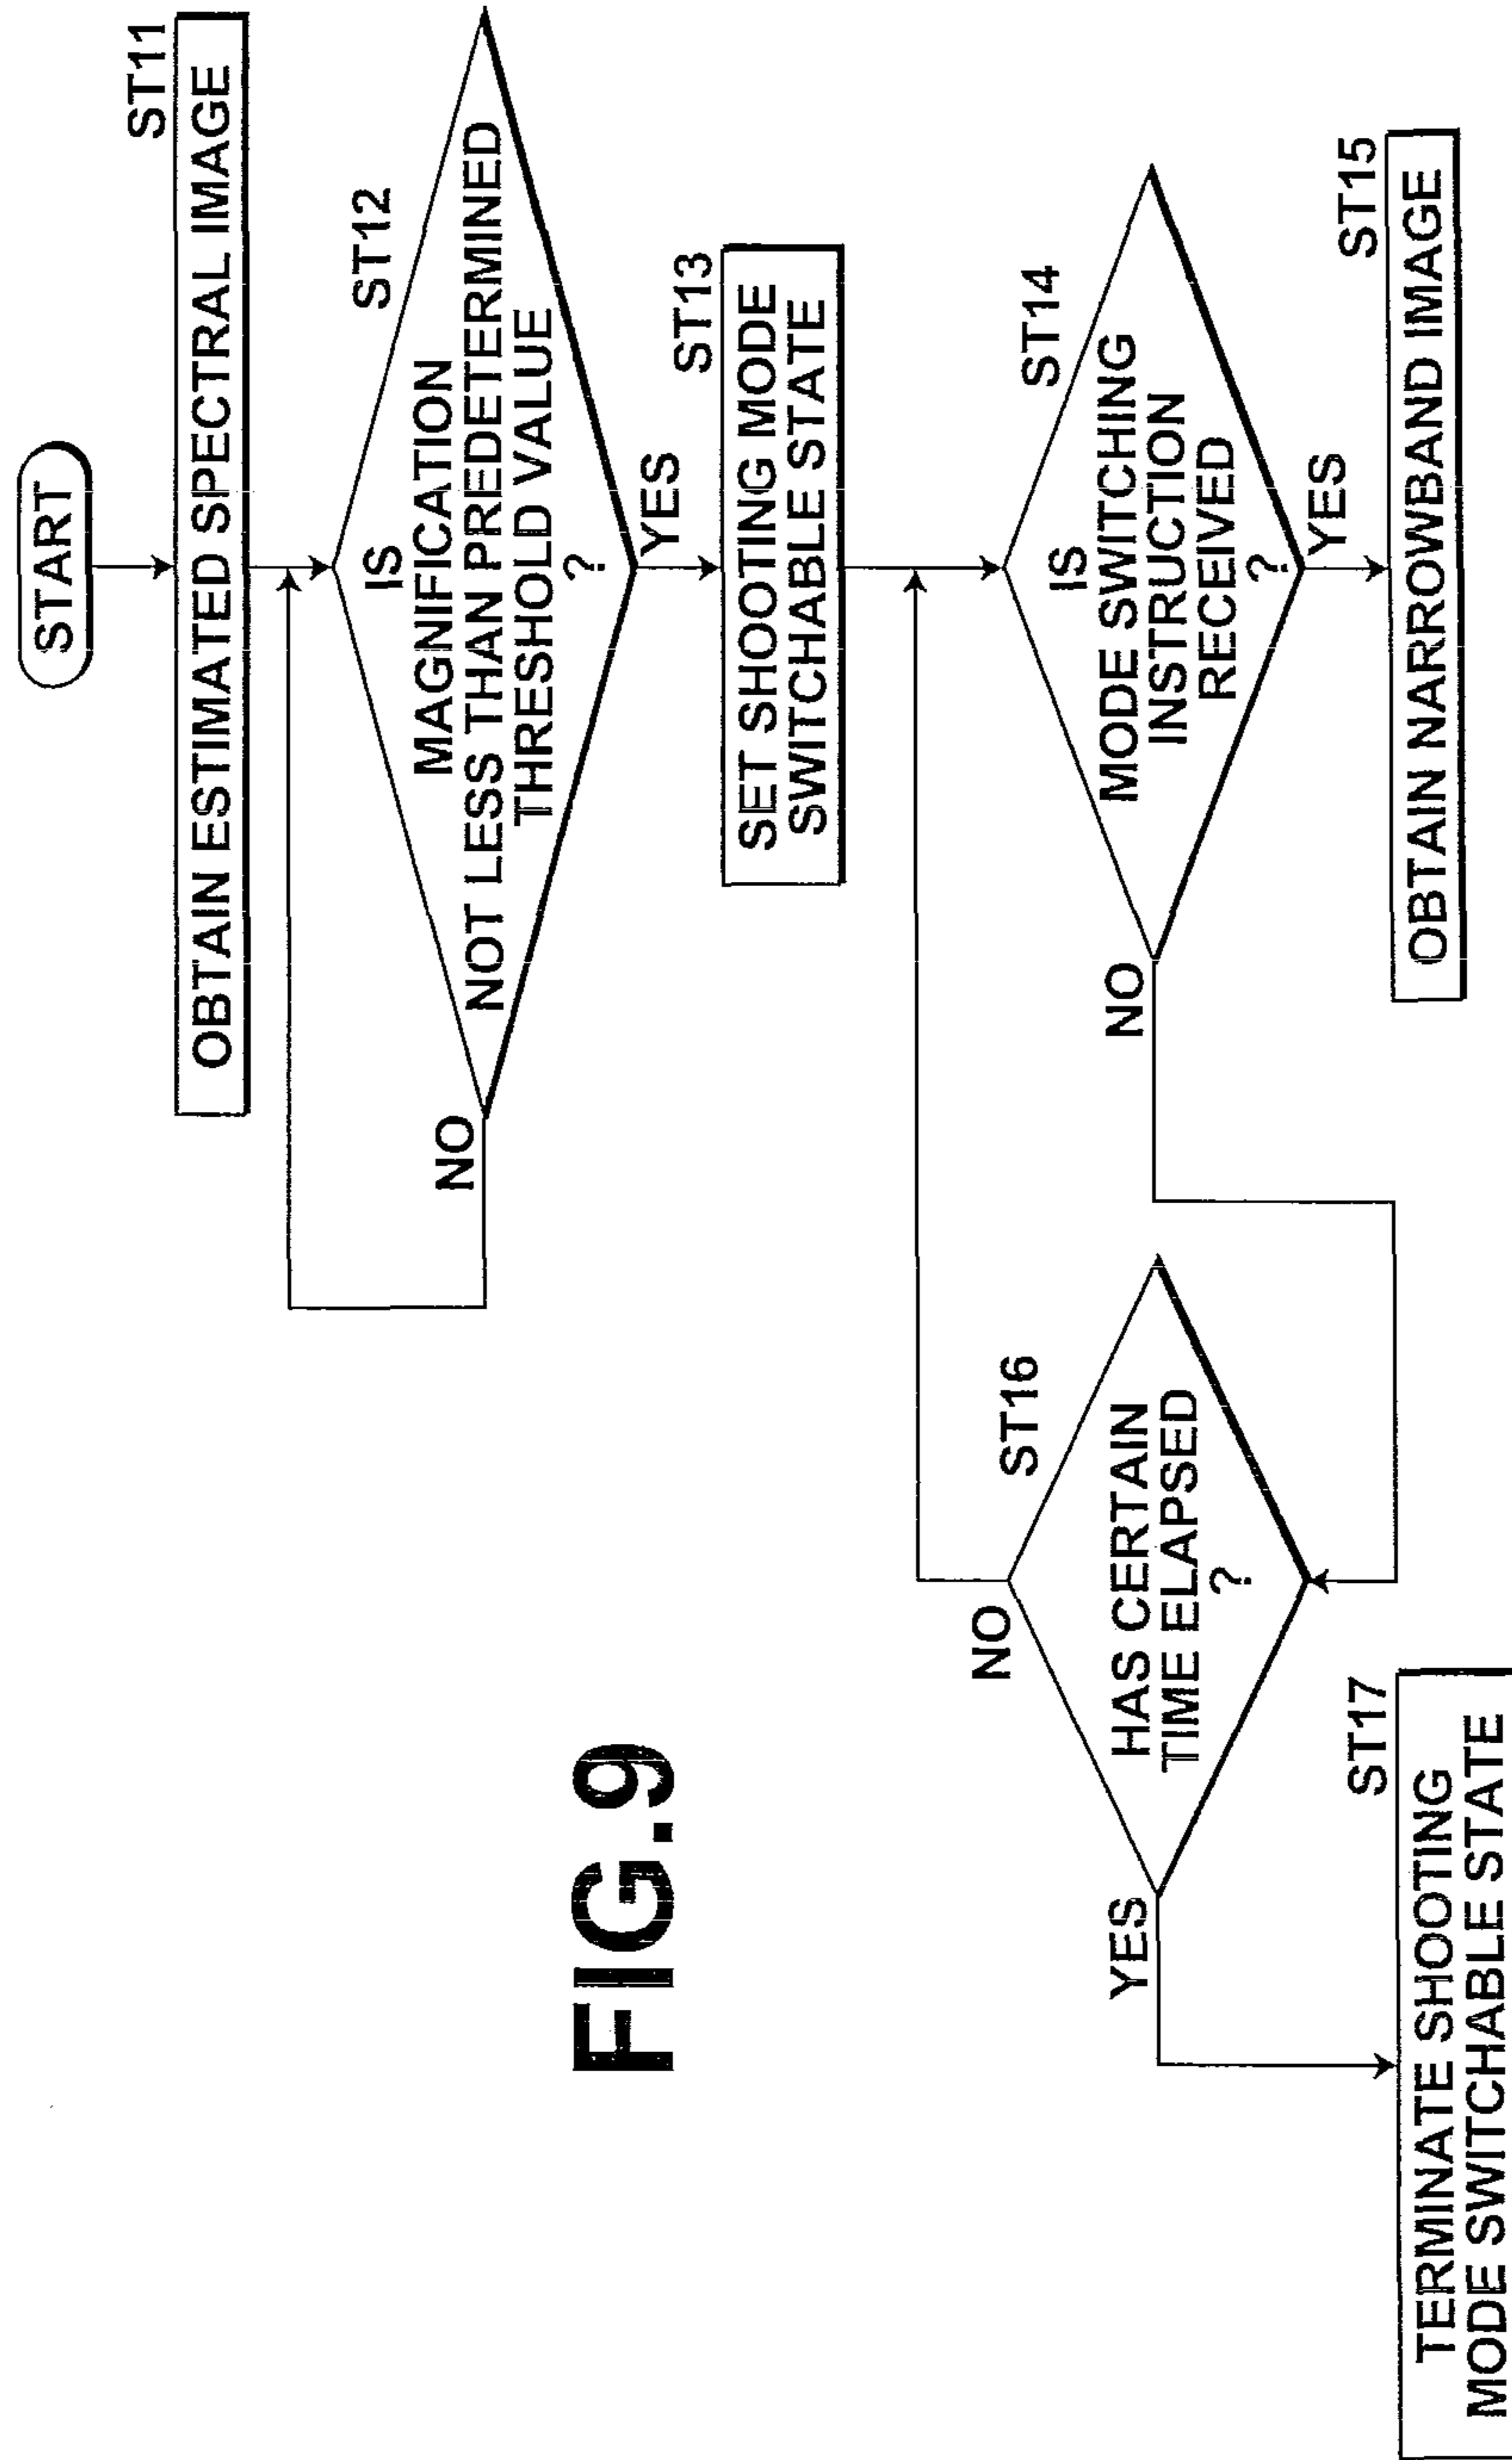 FIG.9
START
ST11
OBTAIN ESTIMATED SPECTRAL IMAGE
ST12
IS
MAGNIFICATION
NOT LESS THAN PREDETERMINED
THRESHOLD VALUE
?
NO
YES
ST13
SET SHOOTING MODE
SWITCHABLE STATE
ST14
IS
MODE SWITCHING
INSTRUCTION
RECEIVED
?
NO
YES
ST15
OBTAIN NARROWBAND IMAGE
ST16
HAS CERTAIN
TIME ELAPSED
?
NO
YES
ST17
TERMINATE SHOOTING
MODE SWITCHABLE STATE